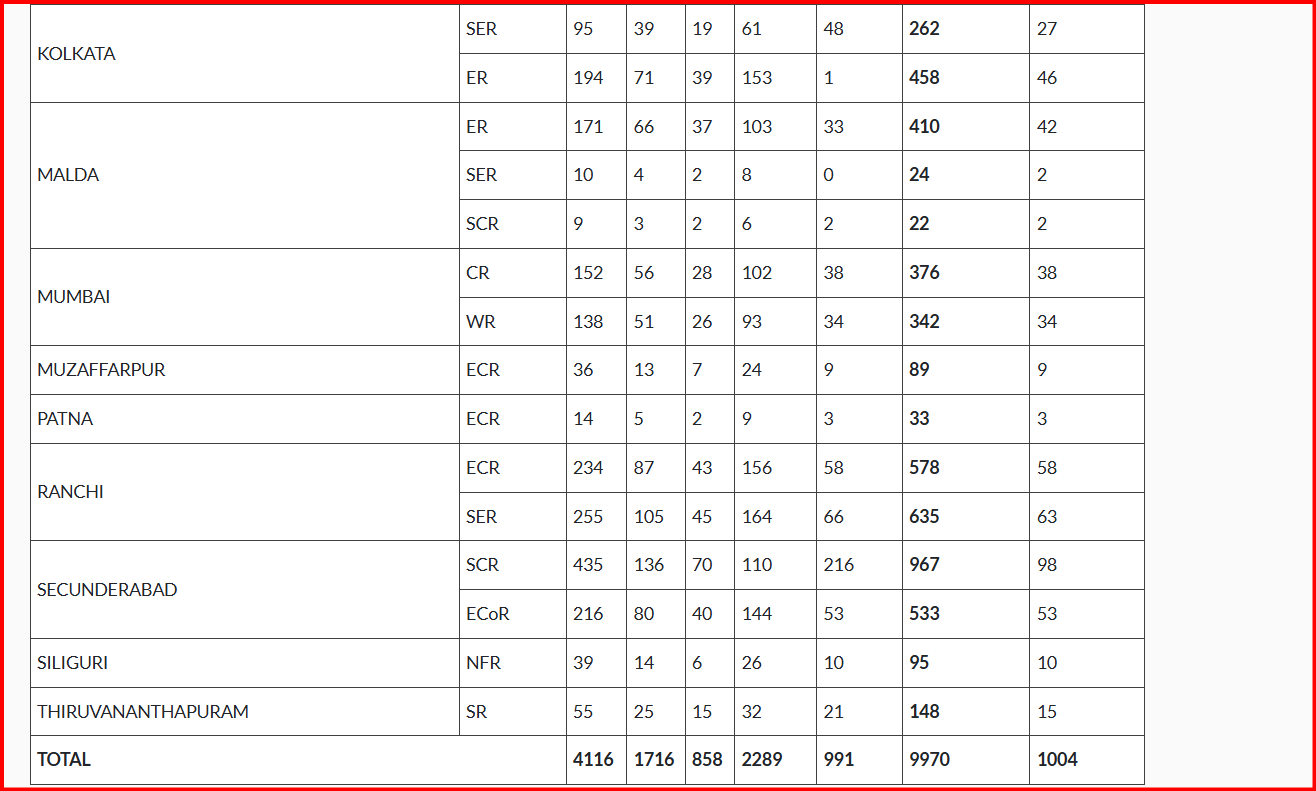 KOLKATA SER 95 39 19 61 48 262 27
ER 194 71 39 153 1 458 46
MALDA ER 171 66 37 103 33 410 42
SER 10 4 2 8 0 24 2
SCR 9 3 2 6 2 22 2
MUMBAI CR 152 56 28 102 38 376 38
WR 138 51 26 93 34 342 34
MUZAFFARPUR ECR 36 13 7 24 9 89 9
PATNA ECR 14 5 2 9 3 33 3
RANCHI ECR 234 87 43 156 58 578 58
SER 255 105 45 164 66 635 63
SECUNDERABAD SCR 435 136 70 110 216 967 98
ECoR 216 80 40 144 53 533 53
SILIGURI NFR 39 14 6 26 10 95 10
THIRUVANANTHAPURAM SR 55 25 15 32 21 148 15
TOTAL 4116 1716 858 2289 991 9970 1004